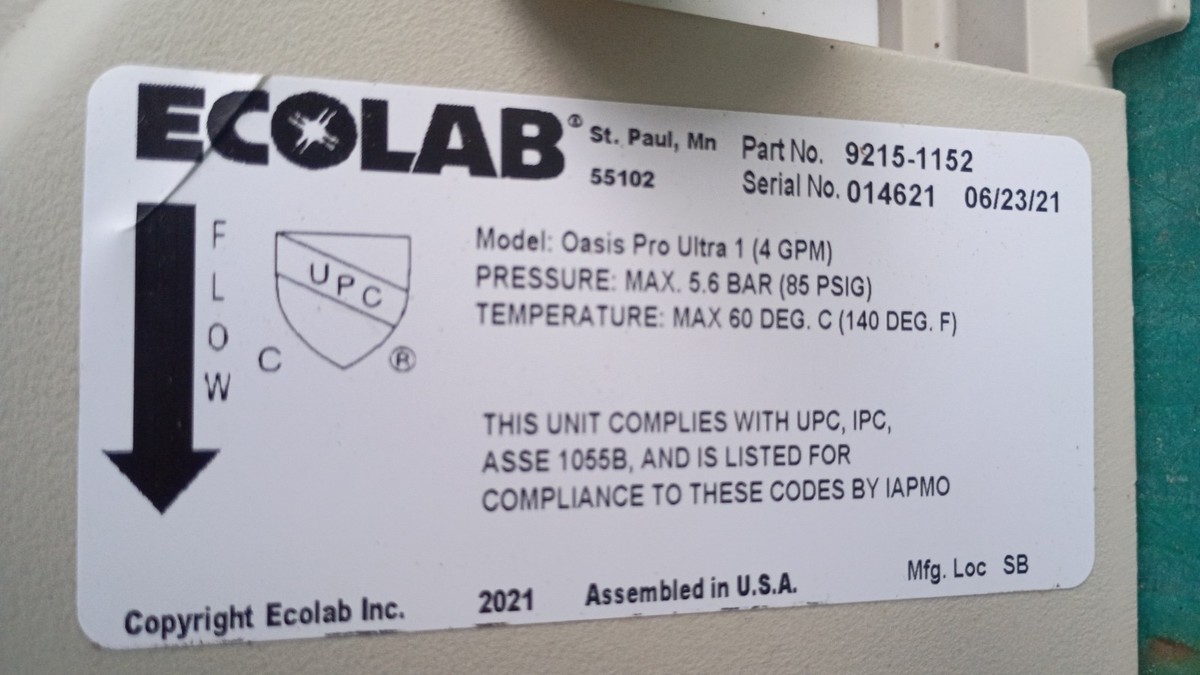 ECOLAB® St. Paul, Mn 55102
Part No. 9215-1152
Serial No. 014621 06/23/21
FLOW
UPC
C ®
Model: Oasis Pro Ultra 1 (4 GPM)
PRESSURE: MAX. 5.6 BAR (85 PSIG)
TEMPERATURE: MAX 60 DEG. C (140 DEG. F)
THIS UNIT COMPLIES WITH UPC, IPC,
ASSE 1055B, AND IS LISTED FOR
COMPLIANCE TO THESE CODES BY IAPMO
Mfg. Loc SB
Copyright Ecolab Inc. 2021 Assembled in U.S.A.